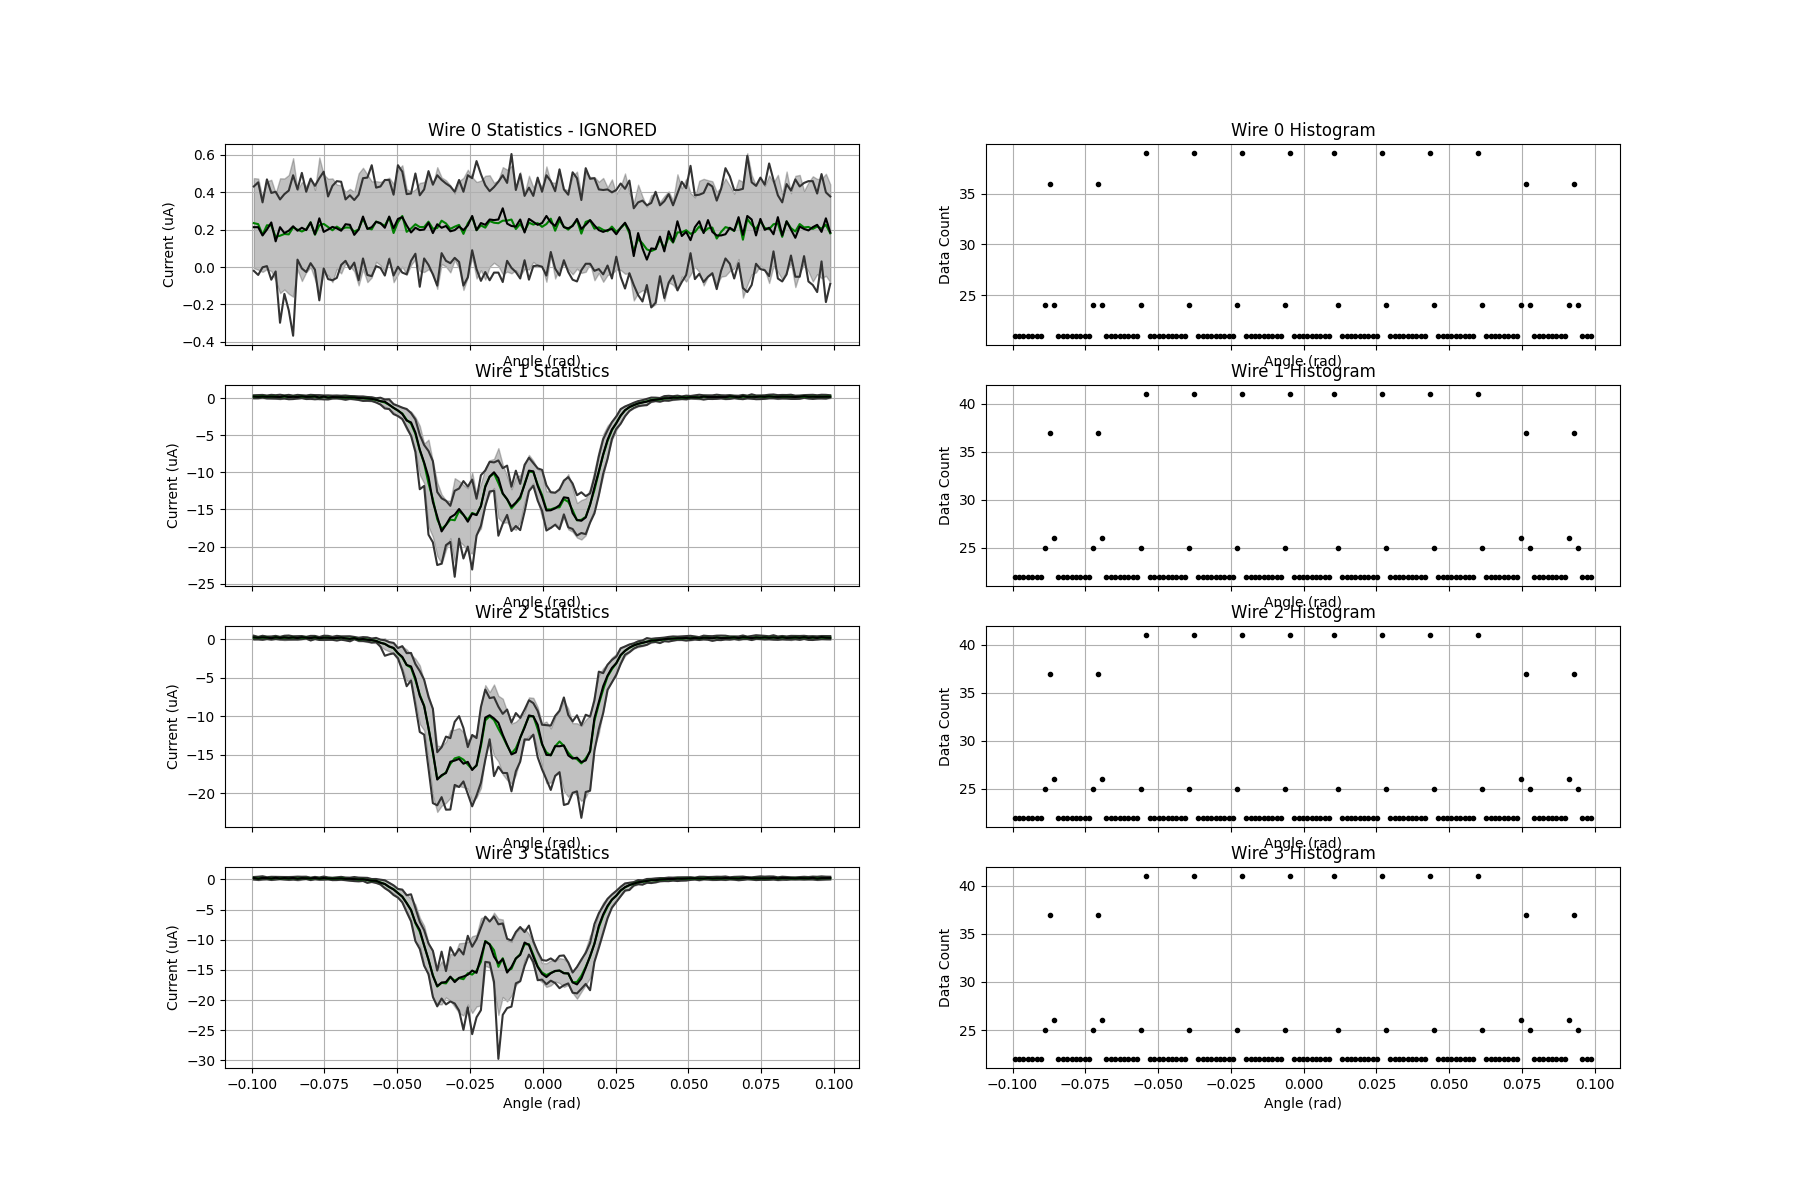 Wire 0 Statistics - IGNORED
Current (uA)
0.6
0.4
0.2
0.0
−0.2
−0.4
Angle (rad)
Wire 0 Histogram
Data Count
35
30
25
Angle (rad)
Wire 1 Statistics
Current (uA)
0
−5
−10
−15
−20
−25
Angle (rad)
Wire 1 Histogram
Data Count
40
35
30
25
Angle (rad)
Wire 2 Statistics
Current (uA)
0
−5
−10
−15
−20
Angle (rad)
Wire 2 Histogram
Data Count
40
35
30
25
Angle (rad)
Wire 3 Statistics
Current (uA)
0
−5
−10
−15
−20
−25
−30
−0.100 −0.075 −0.050 −0.025 0.000 0.025 0.050 0.075 0.100
Angle (rad)
Wire 3 Histogram
Data Count
40
35
30
25
−0.100 −0.075 −0.050 −0.025 0.000 0.025 0.050 0.075 0.100
Angle (rad)